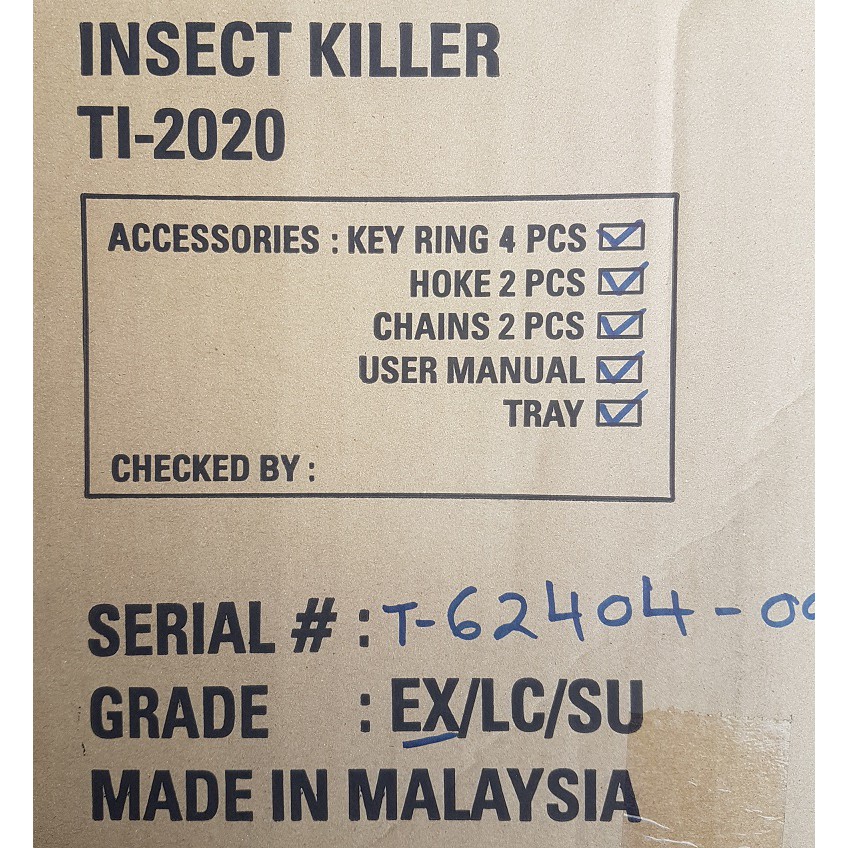 INSECT KILLER
TI-2020
ACCESSORIES : KEY RING 4 PCS
HOKE 2 PCS
CHAINS 2 PCS
USER MANUAL
TRAY
CHECKED BY :
SERIAL # : T-62404-
GRADE : EX/LC/SU
MADE IN MALAYSIA